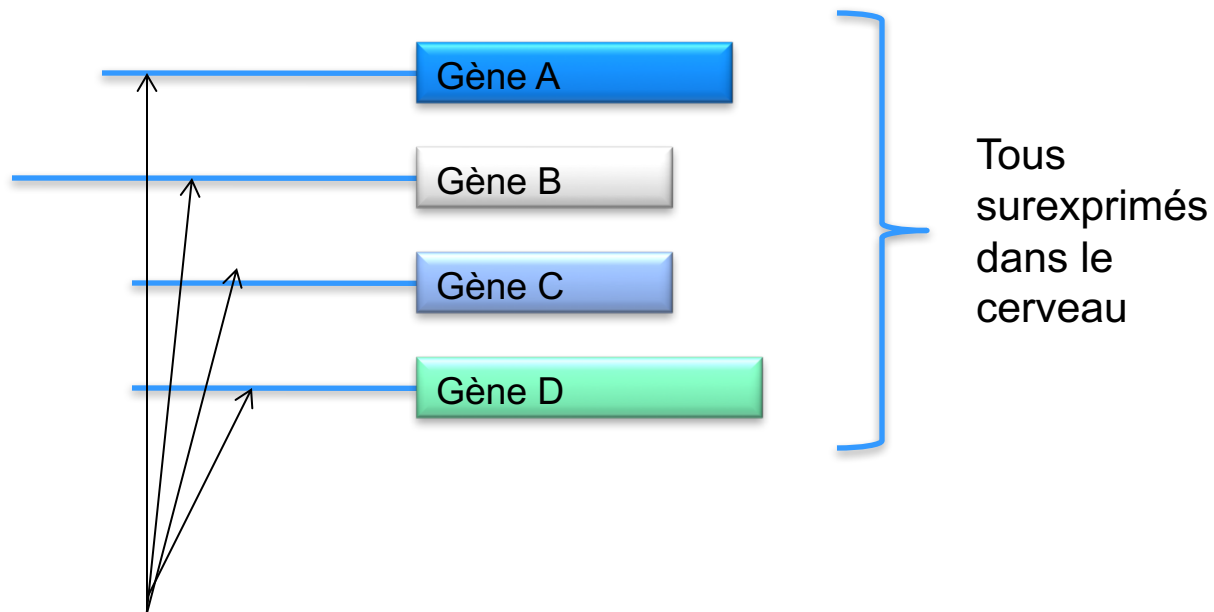 Gène A
Gène B
Gène C
Gène D
Tous
surexprimés
dans le
cerveau